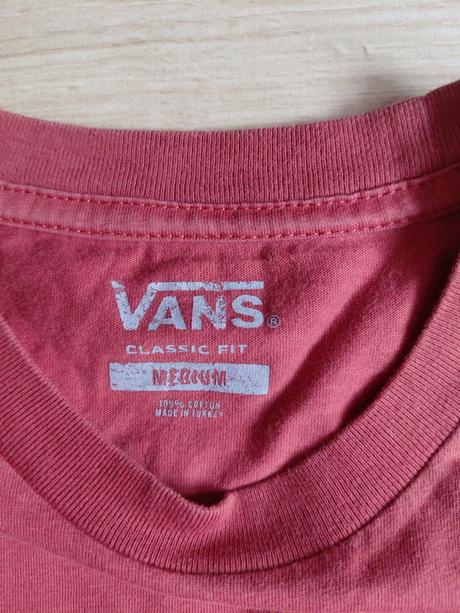 VANS®
CLASSIC FIT
MEDIUM
100% COTTON
MADE IN TURKEY